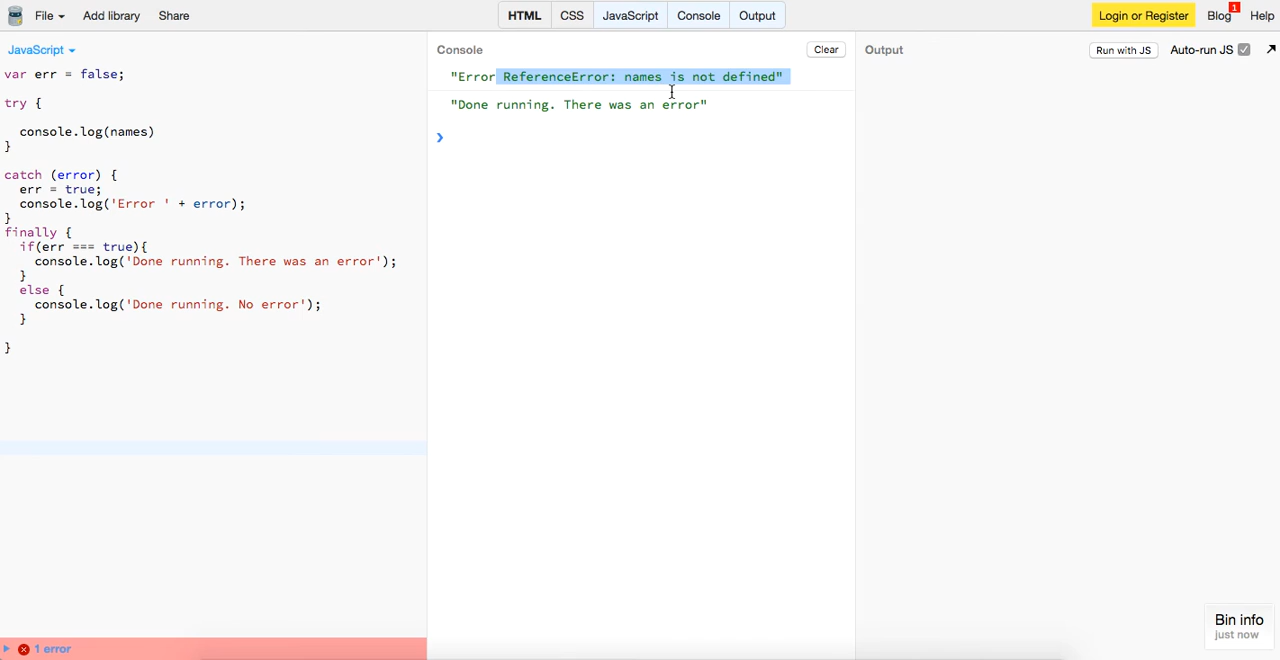 File Add library Share HTML CSS JavaScript Console Output Login or Register Blog 1 Help
JavaScript
var err = false;
try {
console.log(names)
}
catch (error) {
err = true;
console.log('Error ' + error);
}
finally {
if(err === true){
console.log('Done running. There was an error');
}
else {
console.log('Done running. No error');
}
}
1 error
Console Clear
"Error ReferenceError: names is not defined"
"Done running. There was an error"
Output Run with JS Auto-run JS
Bin info
just now